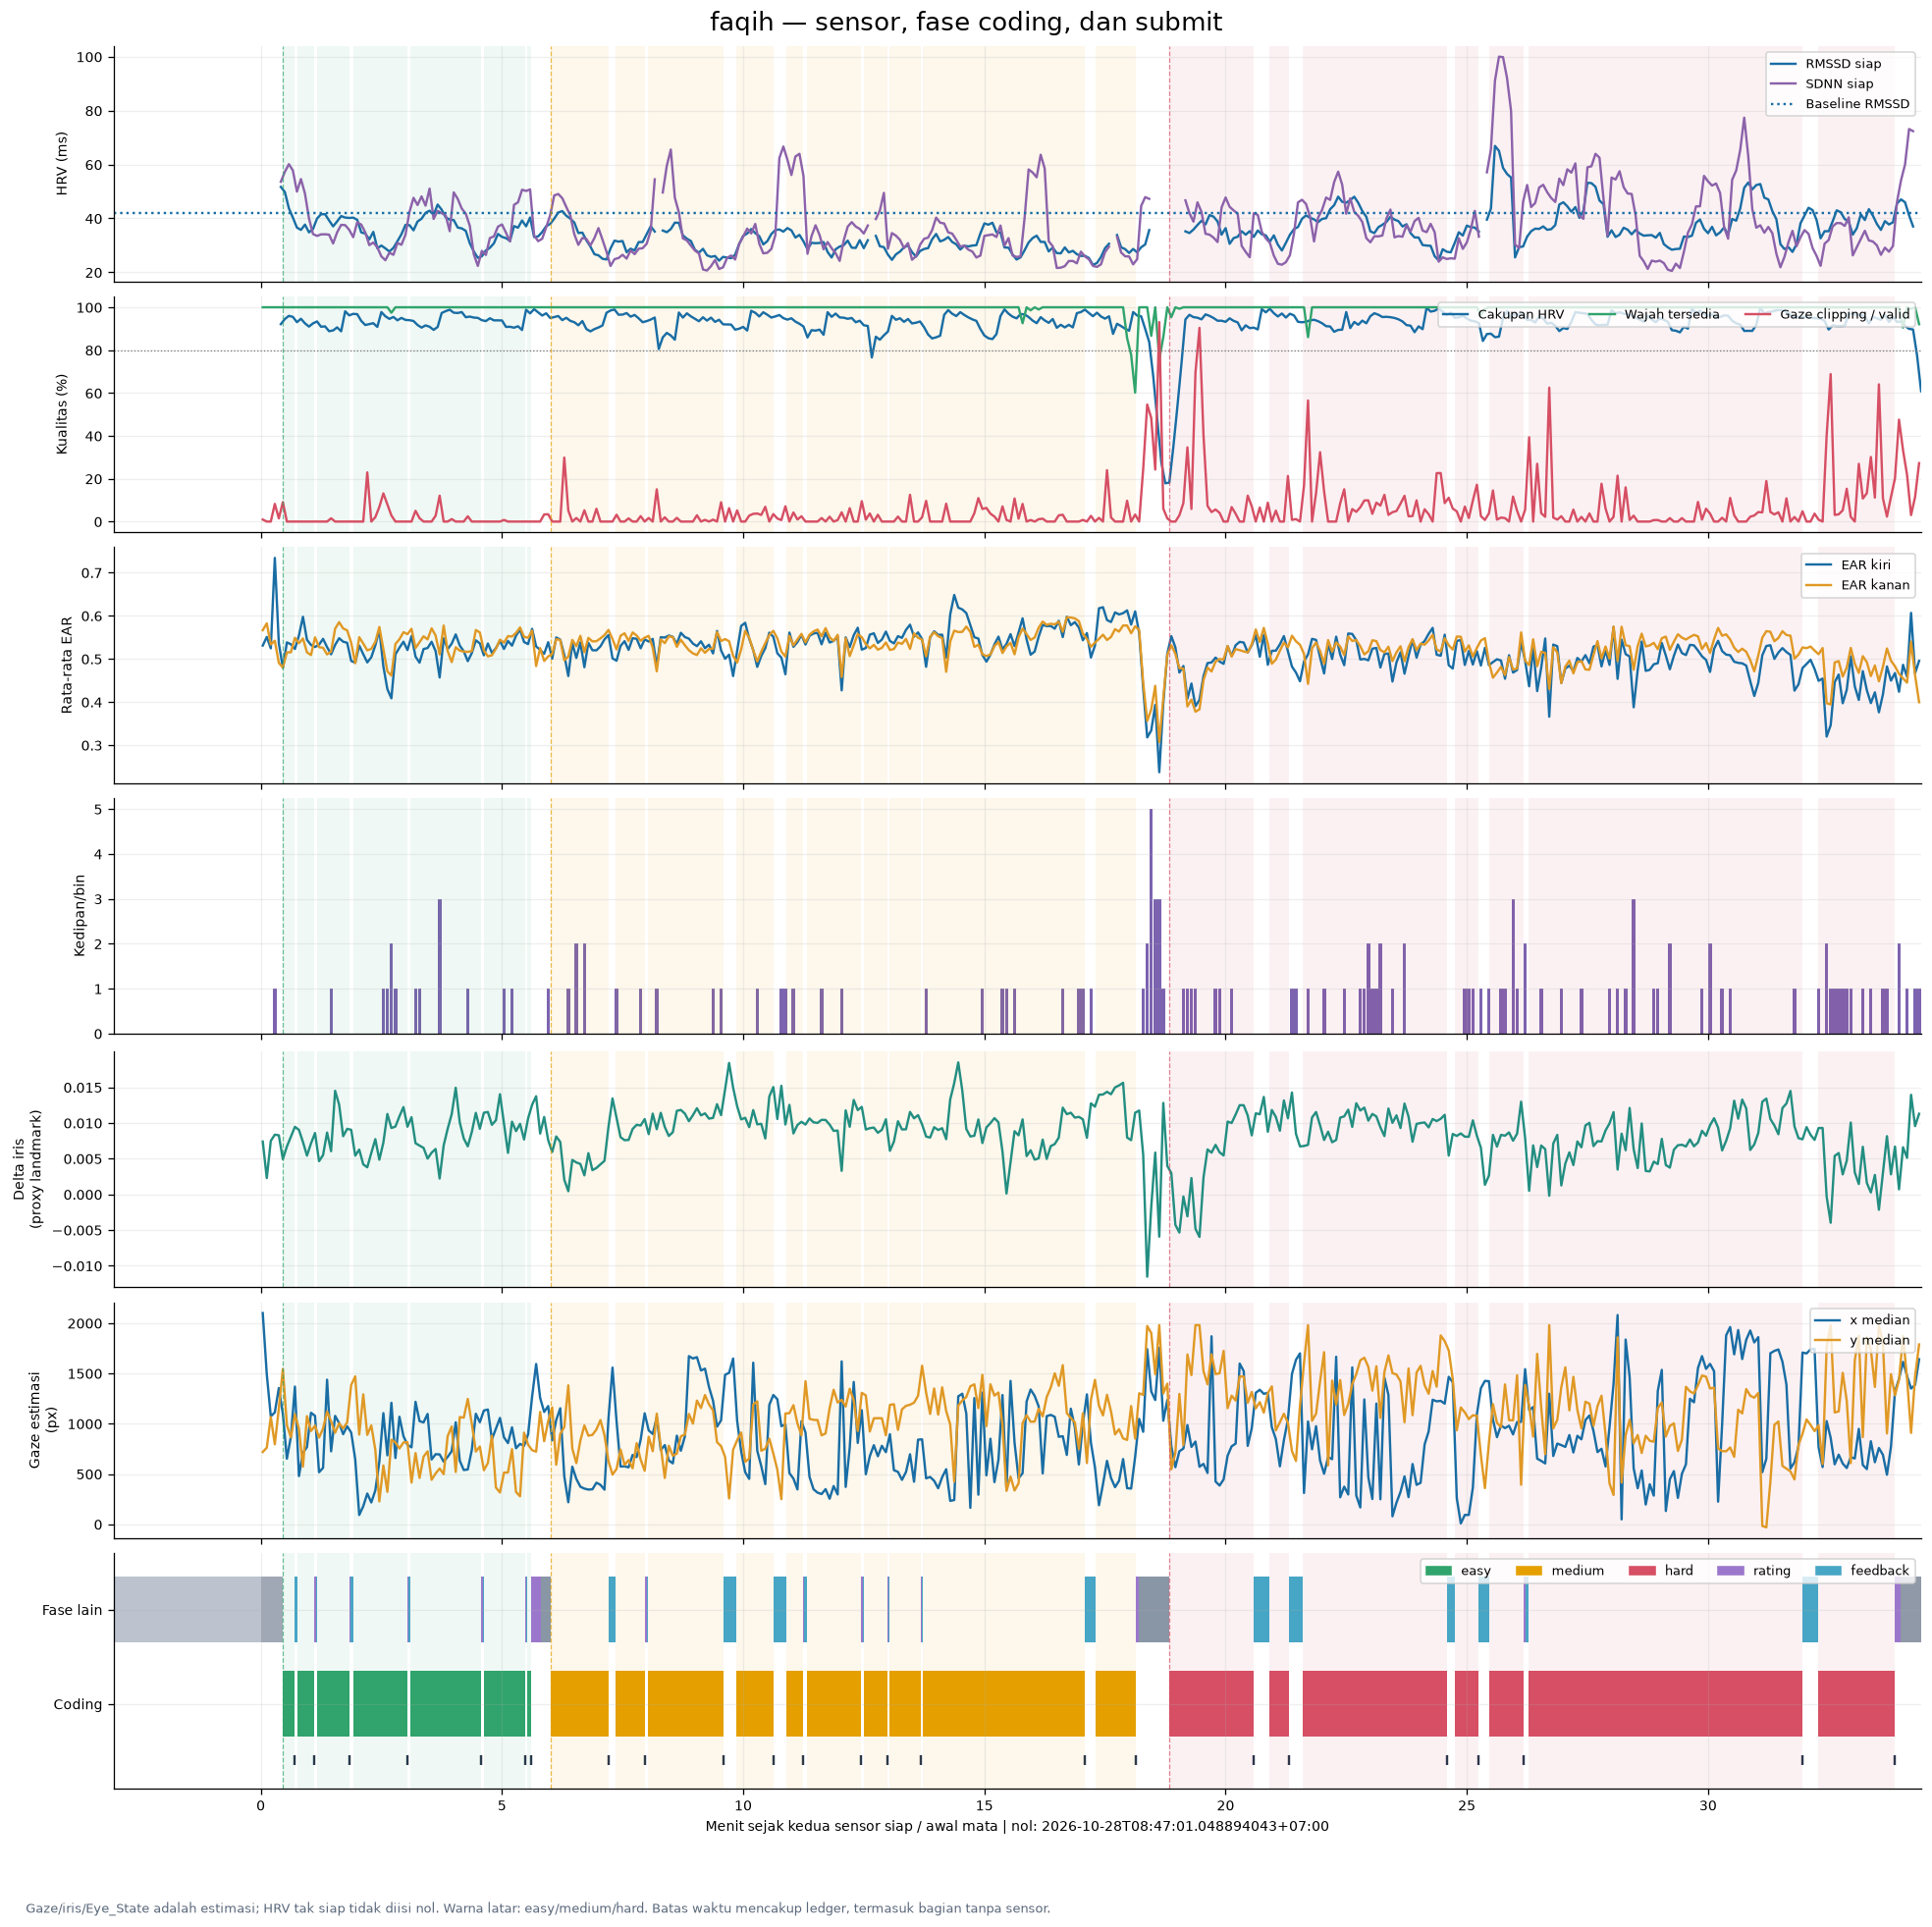 faqih — sensor, fase coding, dan submit
HRV (ms)
100
80
60
40
20
RMSSD siap
SDNN siap
Baseline RMSSD
Kualitas (%)
100
80
60
40
20
0
Cakupan HRV
Wajah tersedia
Gaze clipping / valid
Rata-rata EAR
0.7
0.6
0.5
0.4
0.3
EAR kiri
EAR kanan
Kedipan/bin
5
4
3
2
1
0
Delta iris
(proxy landmark)
0.015
0.010
0.005
0.000
−0.005
−0.010
Gaze estimasi
(px)
2000
1500
1000
500
0
x median
y median
easy
medium
hard
rating
feedback
Fase lain
Coding
0
5
10
15
20
25
30
Menit sejak kedua sensor siap / awal mata | nol: 2026-10-28T08:47:01.048894043+07:00
Gaze/iris/Eye_State adalah estimasi; HRV tak siap tidak diisi nol. Warna latar: easy/medium/hard. Batas waktu mencakup ledger, termasuk bagian tanpa sensor.